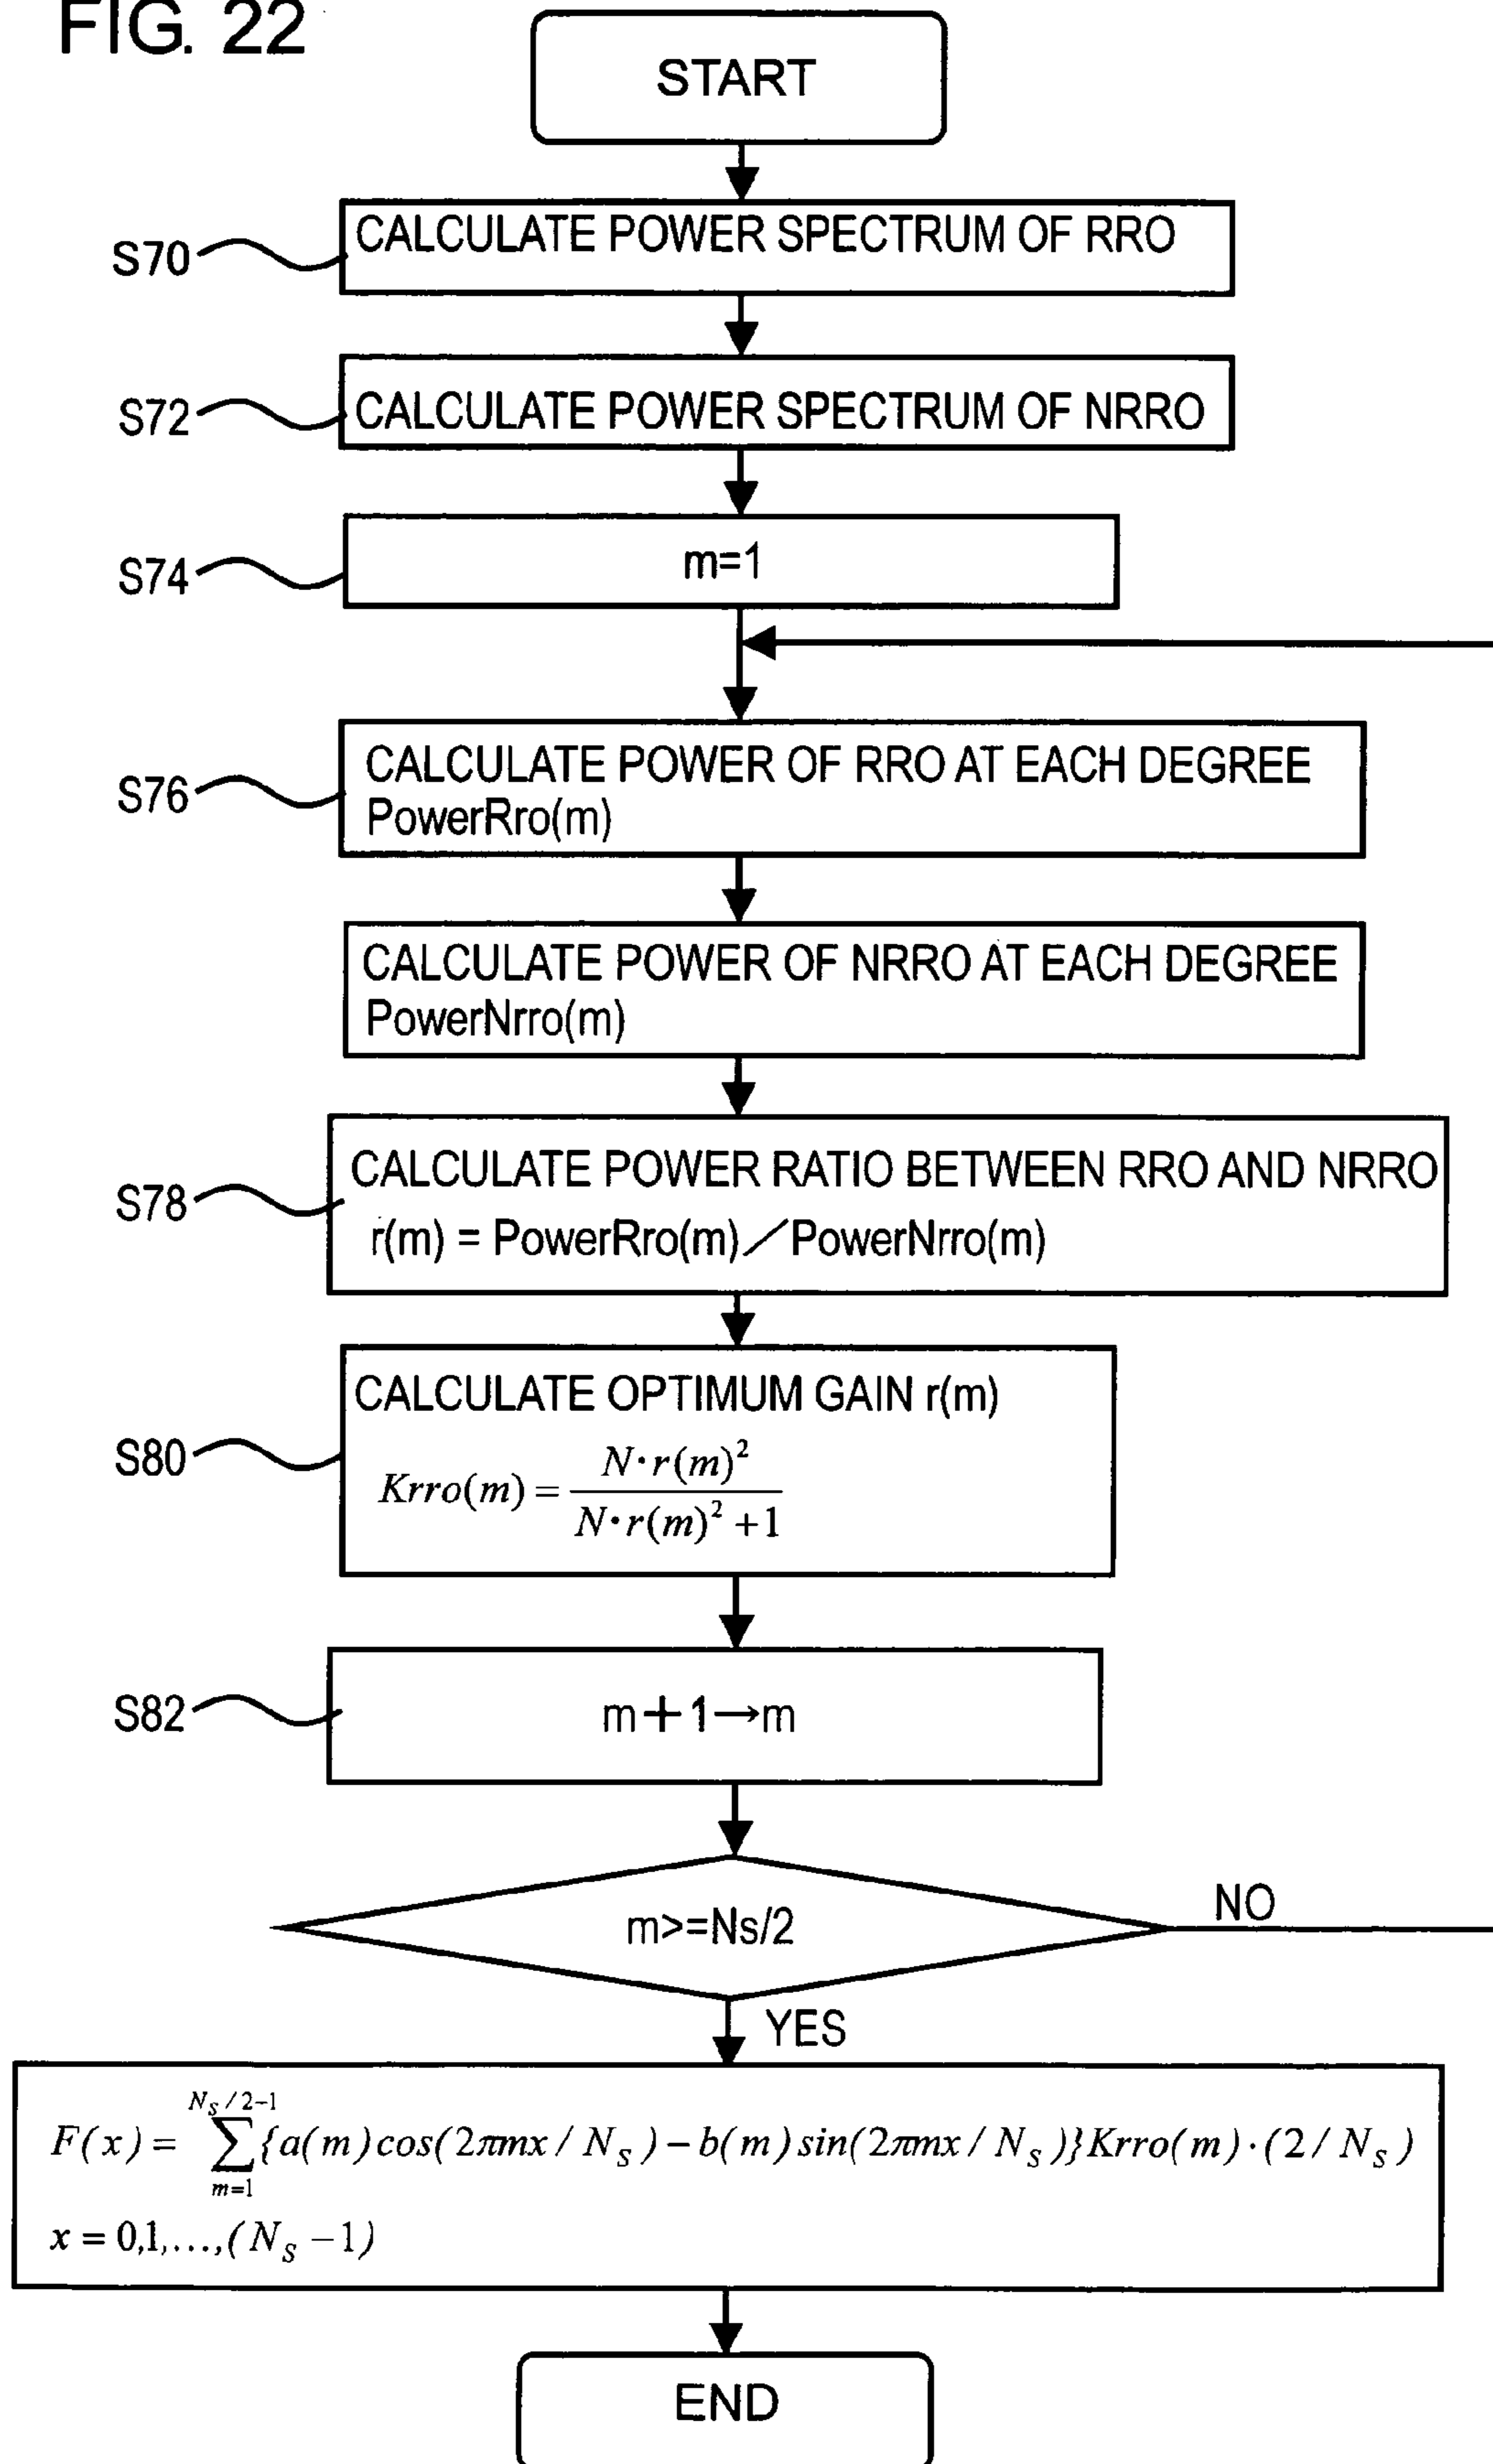 FIG. 22
START
S70
CALCULATE POWER SPECTRUM OF RRO
S72
CALCULATE POWER SPECTRUM OF NRRO
S74
m=1
S76
CALCULATE POWER OF RRO AT EACH DEGREE
PowerRro(m)
CALCULATE POWER OF NRRO AT EACH DEGREE
PowerNrro(m)
S78
CALCULATE POWER RATIO BETWEEN RRO AND NRRO
r(m) = PowerRro(m)／PowerNrro(m)
S80
CALCULATE OPTIMUM GAIN r(m)
Krro(m) = \frac{N·r(m)^2}{N·r(m)^2+1}
S82
m+1→m
m>=Ns/2
NO
YES
F(x) = \sum_{m=1}^{N_S/2-1}{a(m)cos(2πmx/N_S)−b(m)sin(2πmx/N_S)}Krro(m)·(2/N_S)
x = 0,1,...,(N_S−1)
END